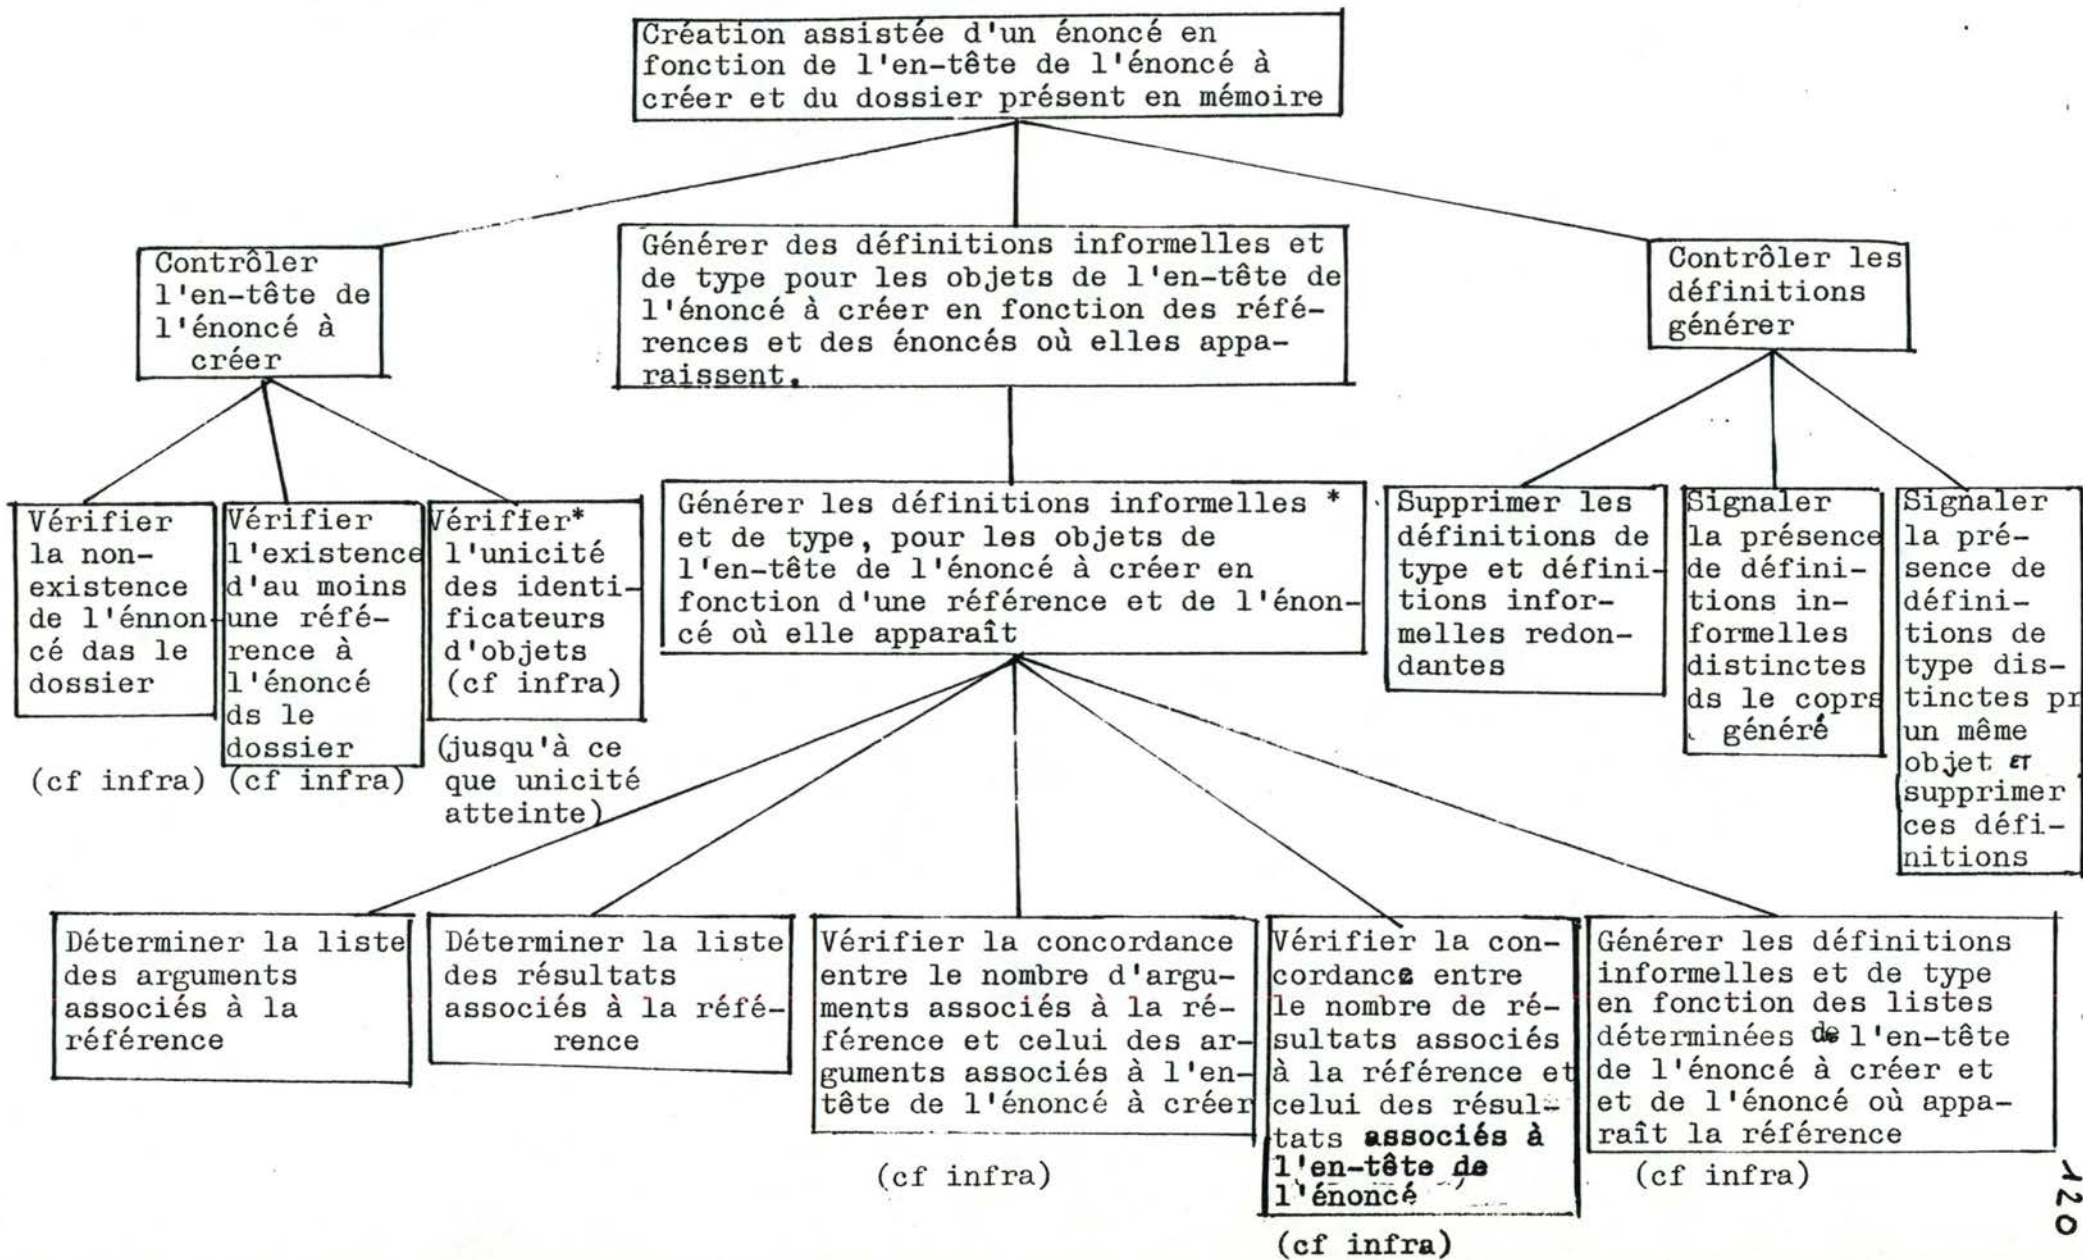 Création assistée d'un énoncé en
fonction de l'en-tête de l'énoncé à
créer et du dossier présent en mémoire
Contrôler
l'en-tête de
l'énoncé à
créer
Générer des définitions informelles et
de type pour les objets de l'en-tête de
l'énoncé à créer en fonction des réfé-
rences et des énoncés où elles appa-
raissent.
Contrôler les
définitions
générer
Vérifier
la non-
existence
de l'énnon-
cé das le
dossier
(cf infra)
Vérifier
l'existence
d'au moins
une réfé-
rence à
l'énoncé
ds le
dossier
(cf infra)
Vérifier*
l'unicité
des identi-
ficateurs
d'objets
(cf infra)
(jusqu'à ce
que unicité
atteinte)
Générer les définitions informelles *
et de type, pour les objets de
l'en-tête de l'énoncé à créer en
fonction d'une référence et de l'énon-
cé où elle apparaît
Supprimer les
définitions de
type et défini-
tions infor-
melles redon-
dantes
Signaler
la présence
de défini-
tions in-
formelles
distinctes
ds le coprs
généré
Signaler
la pré-
sence de
défini-
tions de
type dis-
tinctes pr
un même
objet ET
supprimer
ces défi-
nitions
Déterminer la liste
des arguments
associés à la
référence
Déterminer la liste
des résultats
associés à la réfé-
rence
Vérifier la concordance
entre le nombre d'argu-
ments associés à la ré-
férence et celui des ar-
guments associés à l'en-
tête de l'énoncé à créer
(cf infra)
Vérifier la con-
cordance entre
le nombre de ré-
sultats associés
à la référence et
celui des résul-
tats associés à
l'en-tête de
l'énoncé
(cf infra)
Générer les définitions
informelles et de type
en fonction des listes
déterminées de l'en-tête
de l'énoncé à créer et
et de l'énoncé où appa-
raît la référence
(cf infra)
120